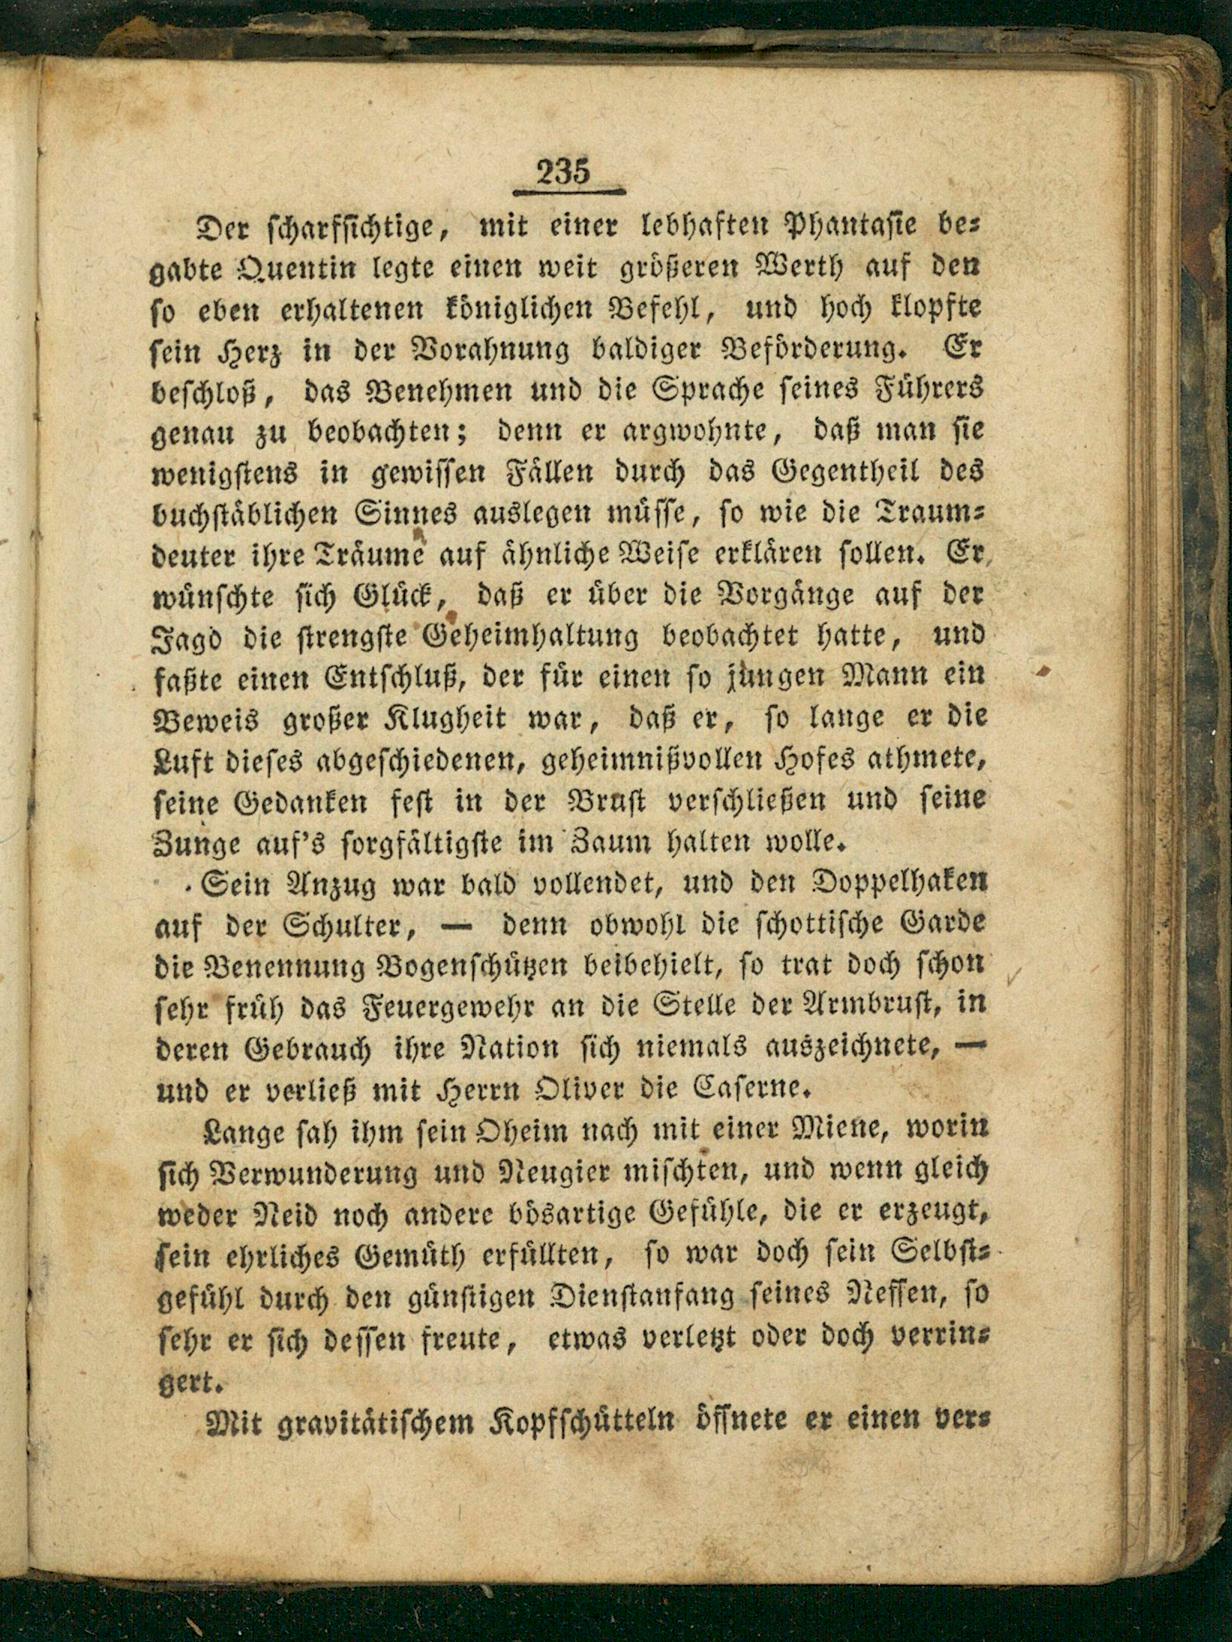 235
Der scharfsichtige, mit einer lebhaften Phantasie be-
gabte Quentin legte einen weit größeren Werth auf den
so eben erhaltenen königlichen Befehl, und hoch klopfte
sein Herz in der Vorahnung baldiger Beförderung. Er
beschloß, das Benehmen und die Sprache seines Führers
genau zu beobachten; denn er argwohnte, daß man sie
wenigstens in gewissen Fällen durch das Gegentheil des
buchstäblichen Sinnes auslegen müsse, so wie die Traum-
deuter ihre Träume auf ähnliche Weise erklären sollen. Er
wünschte sich Glück, daß er über die Vorgänge auf der
Jagd die strengste Geheimhaltung beobachtet hatte, und
faßte einen Entschluß, der für einen so jungen Mann ein
Beweis großer Klugheit war, daß er, so lange er die
Luft dieses abgeschiedenen, geheimnißvollen Hofes athmete,
seine Gedanken fest in der Brust verschließen und seine
Zunge auf's sorgfältigste im Zaum halten wolle.
Sein Anzug war bald vollendet, und den Doppelhaken
auf der Schulter, — denn obwohl die schottische Garde
die Benennung Bogenschützen beibehielt, so trat doch schon
sehr früh das Feuergewehr an die Stelle der Armbrust, in
deren Gebrauch ihre Nation sich niemals auszeichnete, —
und er verließ mit Herrn Oliver die Caserne.
Lange sah ihm sein Oheim nach mit einer Miene, worin
sich Verwunderung und Neugier mischten, und wenn gleich
weder Neid noch andere bösartige Gefühle, die er erzeugt,
sein ehrliches Gemüth erfüllten, so war doch sein Selbst-
gefühl durch den günstigen Dienstanfang seines Neffen, so
sehr er sich dessen freute, etwas verletzt oder doch verrin-
gert.
Mit gravitätischem Kopfschütteln öffnete er einen ver-